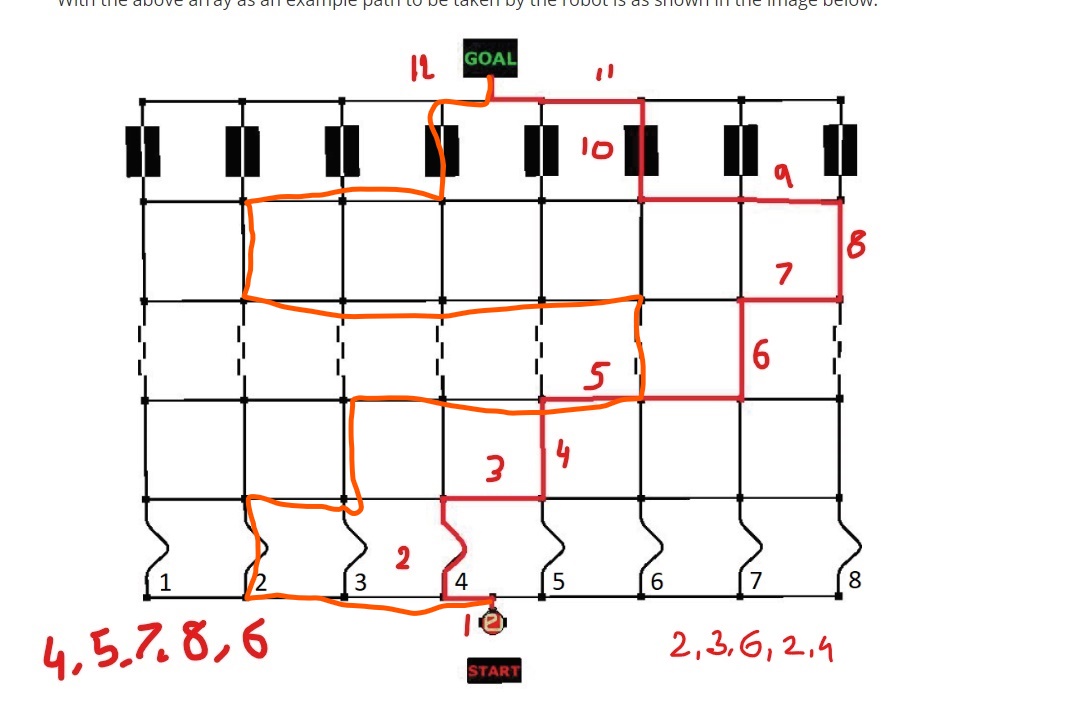 With the above array as an example path to be taken by the robot is as shown in the image below.
12 GOAL 11
10
9
8
7
6
5
4
3
2
1 2 3 4 5 6 7 8
1 e
4,5,7,8,6
2,3,6,2,4
START